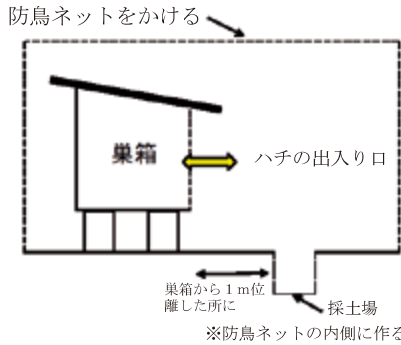 防鳥ネットをかける
巣箱
ハチの出入り口
巣箱から１ｍ位
離した所に
採土場
※防鳥ネットの内側に作る